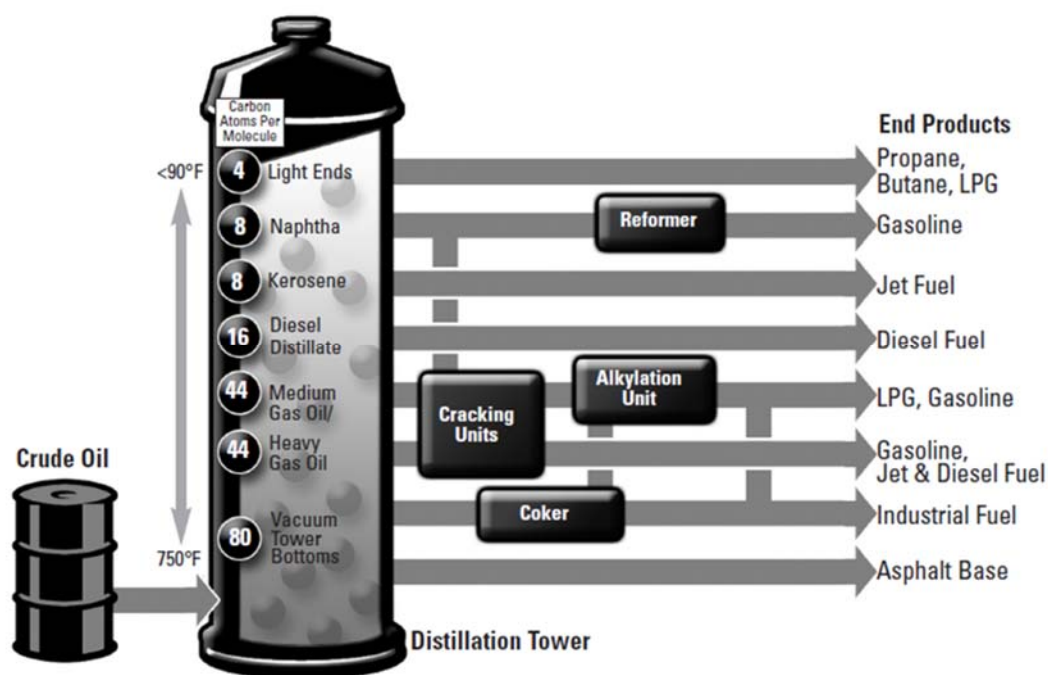 Carbon
Atoms Per
Molecule
<90°F
4
Light Ends
8
Naphtha
8
Kerosene
16
Diesel
Distillate
44
Medium
Gas Oil/
44
Heavy
Gas Oil
80
Vacuum
Tower
Bottoms
750°F
Crude Oil
Distillation Tower
Reformer
Cracking
Units
Alkylation
Unit
Coker
End Products
Propane,
Butane, LPG
Gasoline
Jet Fuel
Diesel Fuel
LPG, Gasoline
Gasoline,
Jet & Diesel Fuel
Industrial Fuel
Asphalt Base